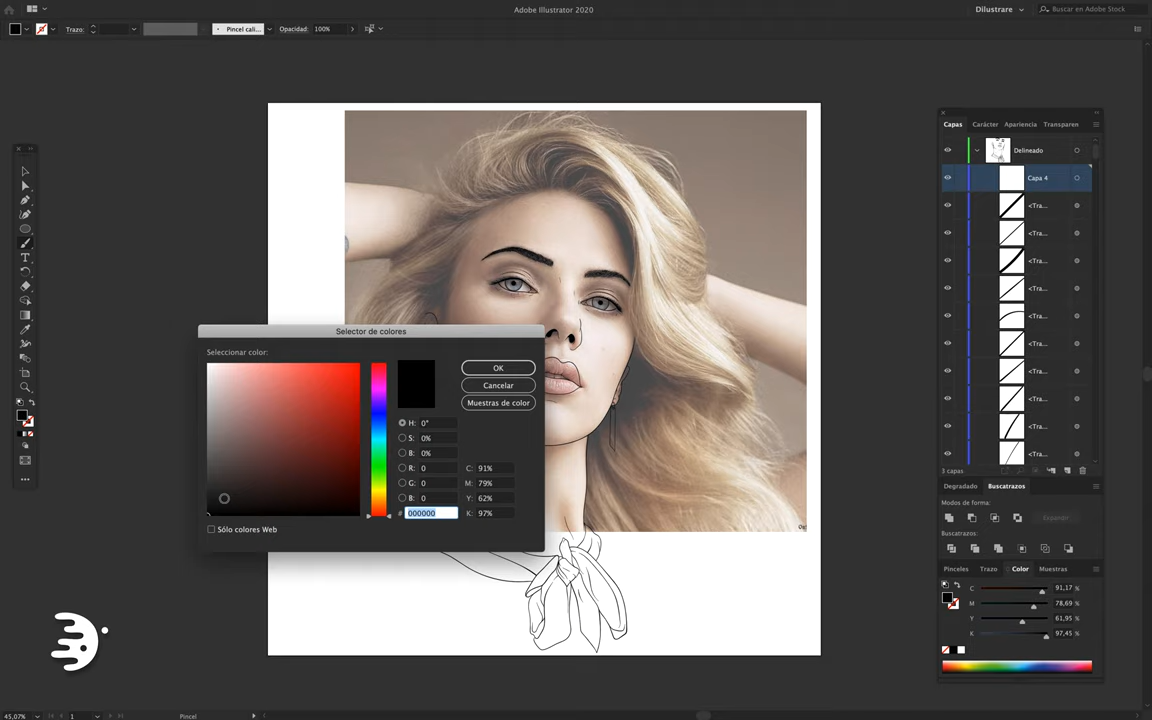 Adobe Illustrator 2020
Dilustrare
Buscar en Adobe Stock
Trazo:
Pincel cali...
Opacidad:
100%
Capas
Carácter
Apariencia
Transparen
Delineado
Capa 4
<Tra...
<Tra...
<Tra...
<Tra...
<Tra...
<Tra...
<Tra...
<Tra...
<Tra...
<Tra...
3 capas
Selector de colores
Seleccionar color:
OK
Cancelar
Muestras de color
H: 0°
S: 0%
B: 0%
R: 0
C: 91%
G: 0
M: 79%
B: 0
Y: 62%
# 000000
K: 97%
Sólo colores Web
Degradado
Buscatrazos
Modos de forma:
Expandir
Buscatrazos:
Pinceles
Trazo
Color
Muestras
C 91,17 %
M 78,69 %
Y 61,95 %
K 97,45 %
45,07%
1
Pincel